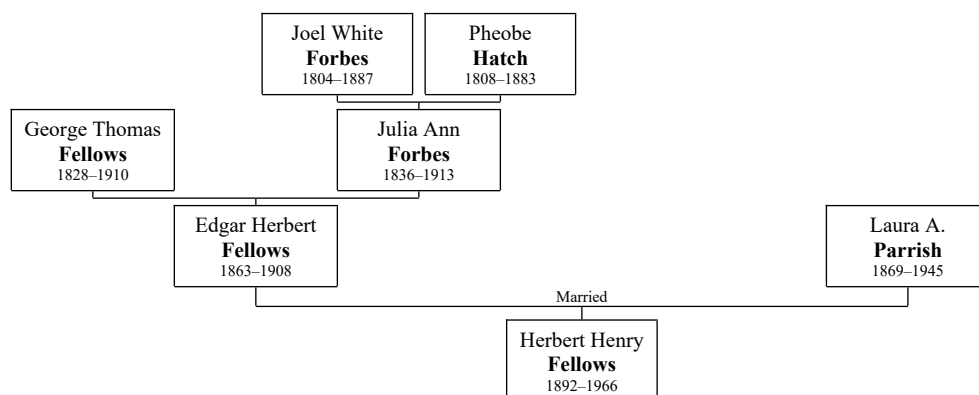 Joel White
Forbes
1804–1887
Pheobe
Hatch
1808–1883
George Thomas
Fellows
1828–1910
Julia Ann
Forbes
1836–1913
Edgar Herbert
Fellows
1863–1908
Laura A.
Parrish
1869–1945
Married
Herbert Henry
Fellows
1892–1966